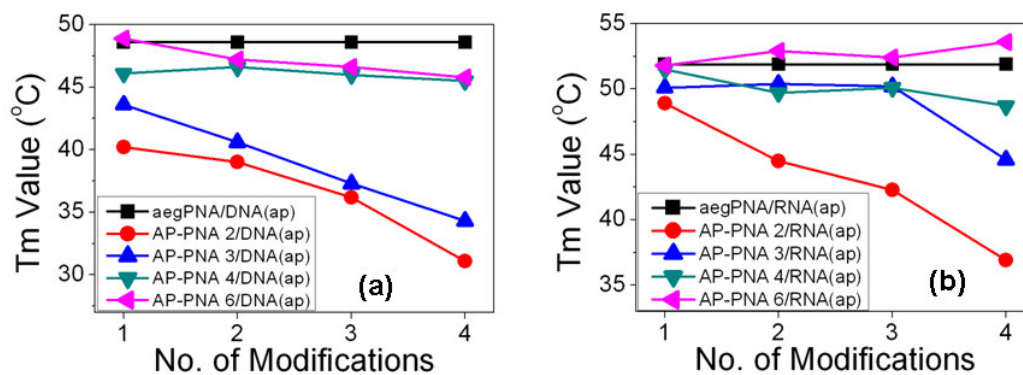 Tm Value (°C)
50
45
40
35
30
aegPNA/DNA(ap)
AP-PNA 2/DNA(ap)
AP-PNA 3/DNA(ap)
AP-PNA 4/DNA(ap)
AP-PNA 6/DNA(ap)
(a)
1 2 3 4
No. of Modifications
Tm Value (°C)
55
50
45
40
35
aegPNA/RNA(ap)
AP-PNA 2/RNA(ap)
AP-PNA 3/RNA(ap)
AP-PNA 4/RNA(ap)
AP-PNA 6/RNA(ap)
(b)
1 2 3 4
No. of Modifications